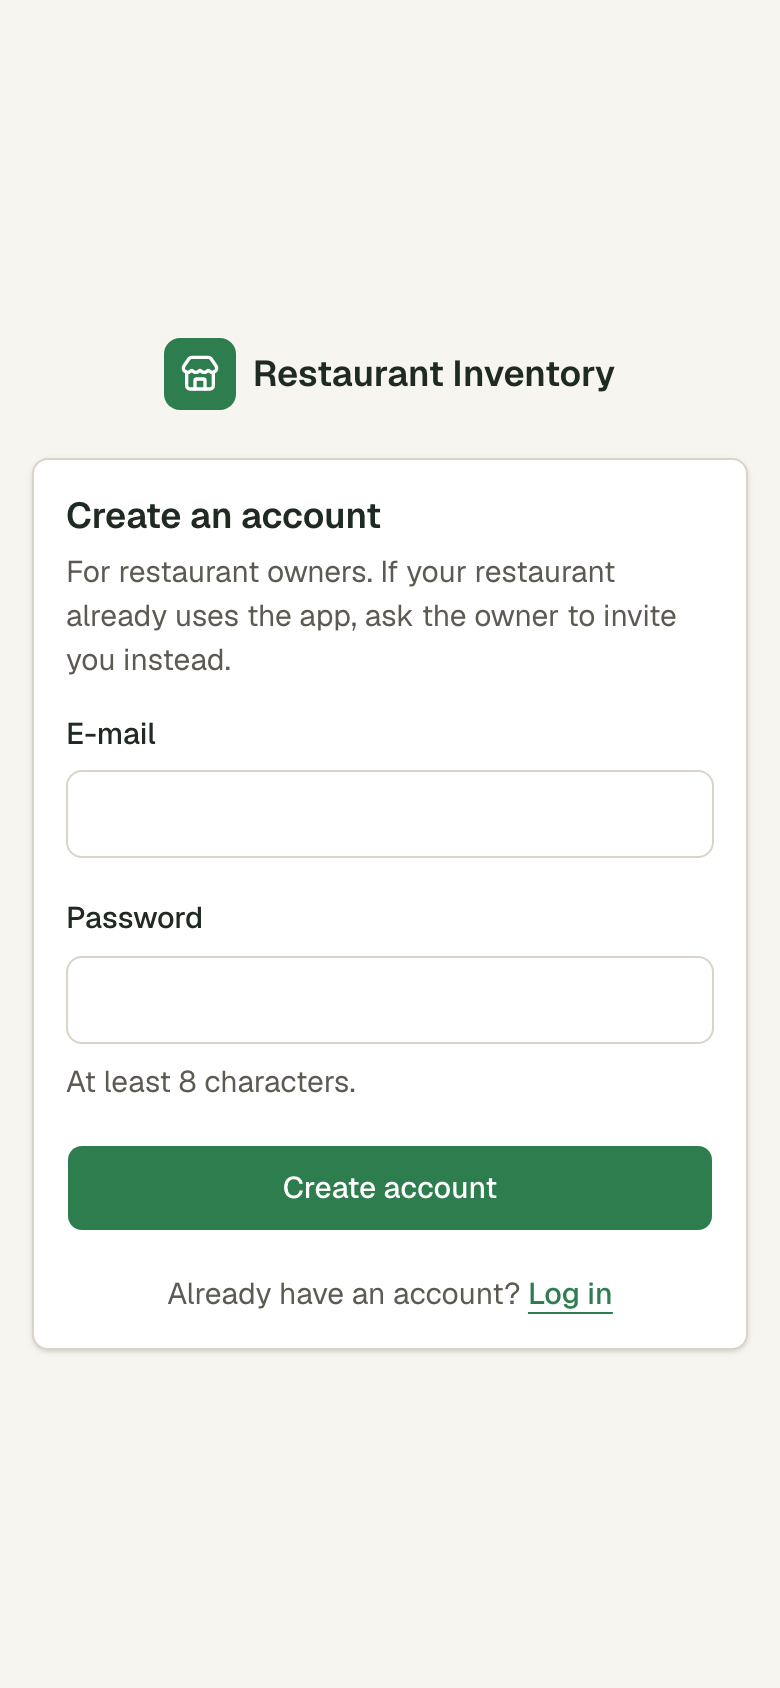 Restaurant Inventory
Create an account
For restaurant owners. If your restaurant
already uses the app, ask the owner to invite
you instead.
E-mail
Password
At least 8 characters.
Create account
Already have an account? Log in